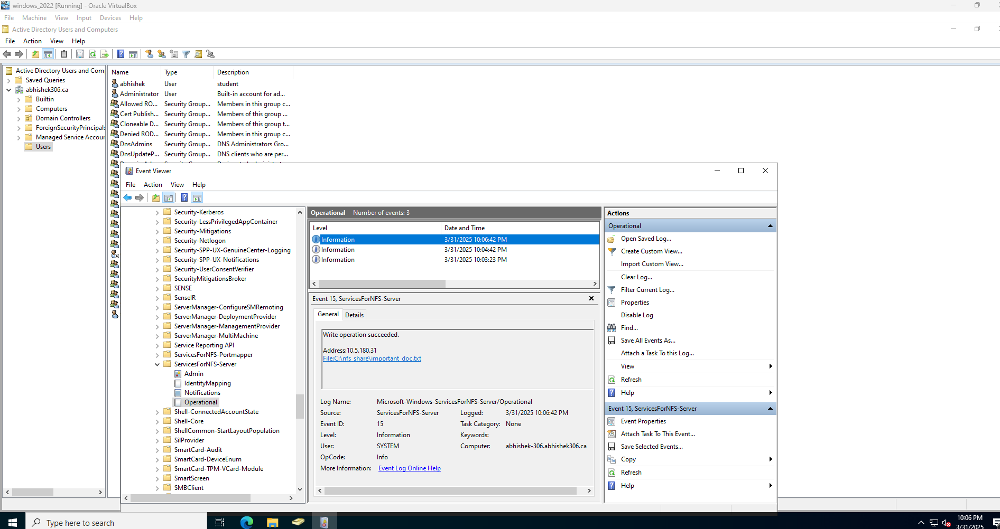 windows_2022 [Running] - Oracle VirtualBox
File Machine View Input Devices Help
Active Directory Users and Computers
File Action View Help
Active Directory Users and Com
Saved Queries
abhishek306.ca
Builtin
Computers
Domain Controllers
ForeignSecurityPrincipals
Managed Service Accour
Users
Name Type Description
abhishek User student
Administrator User Built-in account for ad...
Allowed RO... Security Group... Members in this group c...
Cert Publish... Security Group... Members of this group ...
Cloneable D... Security Group... Members of this group t...
Denied ROD... Security Group... Members in this group c...
DnsAdmins Security Group... DNS Administrators Gro...
DnsUpdateP... Security Group... DNS clients who are per...
Event Viewer
File Action View Help
Security-Kerberos
Security-LessPrivilegedAppContainer
Security-Mitigations
Security-Netlogon
Security-SPP-UX-GenuineCenter-Logging
Security-SPP-UX-Notifications
Security-UserConsentVerifier
SecurityMitigationsBroker
SENSE
SenseIR
ServerManager-ConfigureSMRemoting
ServerManager-DeploymentProvider
ServerManager-ManagementProvider
ServerManager-MultiMachine
Service Reporting API
ServicesForNFS-Portmapper
ServicesForNFS-Server
Admin
IdentityMapping
Notifications
Operational
Shell-ConnectedAccountState
Shell-Core
ShellCommon-StartLayoutPopulation
SilProvider
SmartCard-Audit
SmartCard-DeviceEnum
SmartCard-TPM-VCard-Module
SmartScreen
SMBClient
Operational Number of events: 3
Level Date and Time
Information 3/31/2025 10:06:42 PM
Information 3/31/2025 10:04:42 PM
Information 3/31/2025 10:03:23 PM
Event 15, ServicesForNFS-Server
General Details
Write operation succeeded.
Address:10.5.180.31
File:C:\nfs_share\important_doc.txt
Log Name: Microsoft-Windows-ServicesForNFS-Server/Operational
Source: ServicesForNFS-Server Logged: 3/31/2025 10:06:42 PM
Event ID: 15 Task Category: None
Level: Information Keywords:
User: SYSTEM Computer: abhishek-306.abhishek306.ca
OpCode: Info
More Information: Event Log Online Help
Actions
Operational
Open Saved Log...
Create Custom View...
Import Custom View...
Clear Log...
Filter Current Log...
Properties
Disable Log
Find...
Save All Events As...
Attach a Task To this Log...
View
Refresh
Help
Event 15, ServicesForNFS-Server
Event Properties
Attach Task To This Event...
Save Selected Events...
Copy
Refresh
Help
Type here to search
10:06 PM
3/31/2025